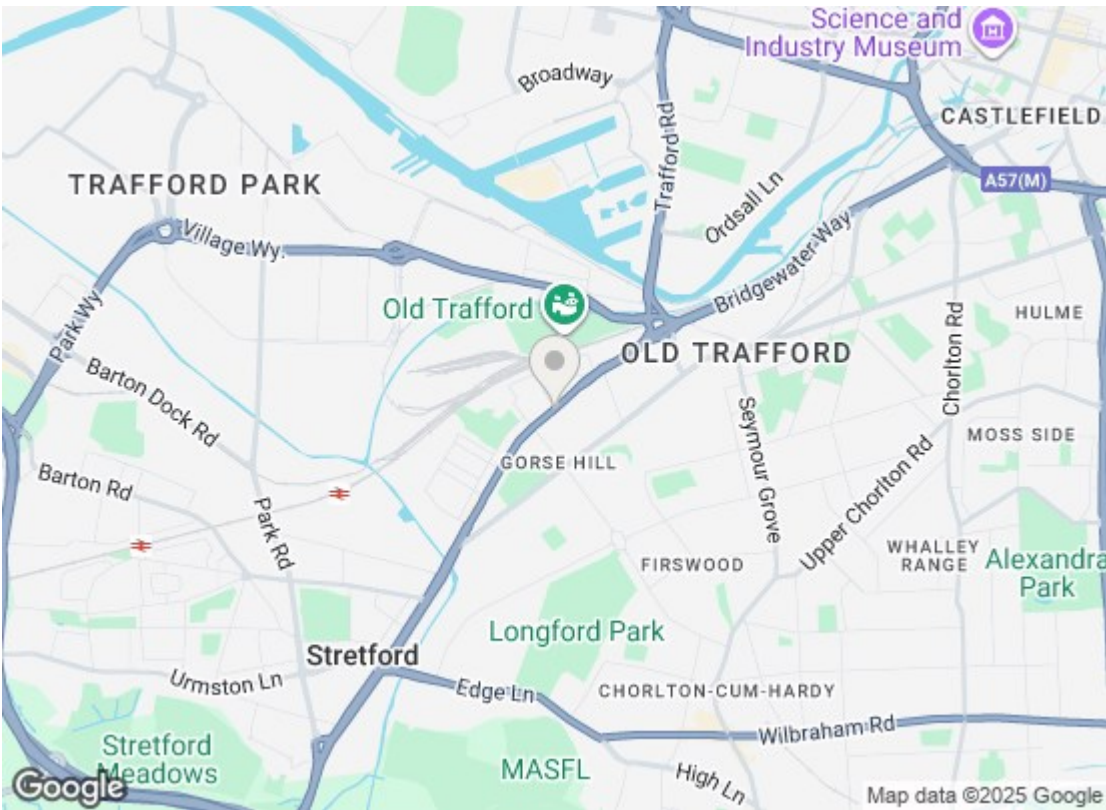 Science and
Industry Museum
Broadway
CASTLEFIELD
Trafford Rd
A57(M)
TRAFFORD PARK
Ordsall Ln
Village Wy.
Bridgewater Way
Old Trafford
HULME
Park Wy
OLD TRAFFORD
Chorlton Rd
Barton Dock Rd
Seymour Grove
MOSS SIDE
GORSE HILL
Barton Rd
Upper Chorlton Rd
Park Rd
WHALLEY
RANGE
FIRSWOOD
Alexandra
Park
Longford Park
Stretford
Urmston Ln
Edge Ln
CHORLTON-CUM-HARDY
Wilbraham Rd
Stretford
Meadows
MASFL
High Ln
Google
Map data ©2025 Google